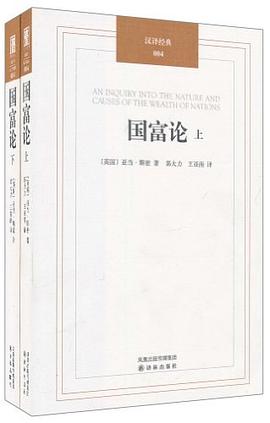 汉译经典
004
AN INQUIRY INTO THE NATURE AND
CAUSES OF THE WEALTH OF NATIONS
国富论 上
〔英国〕亚当·斯密 著 郭大力 王亚南 译
凤凰出版传媒集团
译林出版社
国富论 上
国富论 下